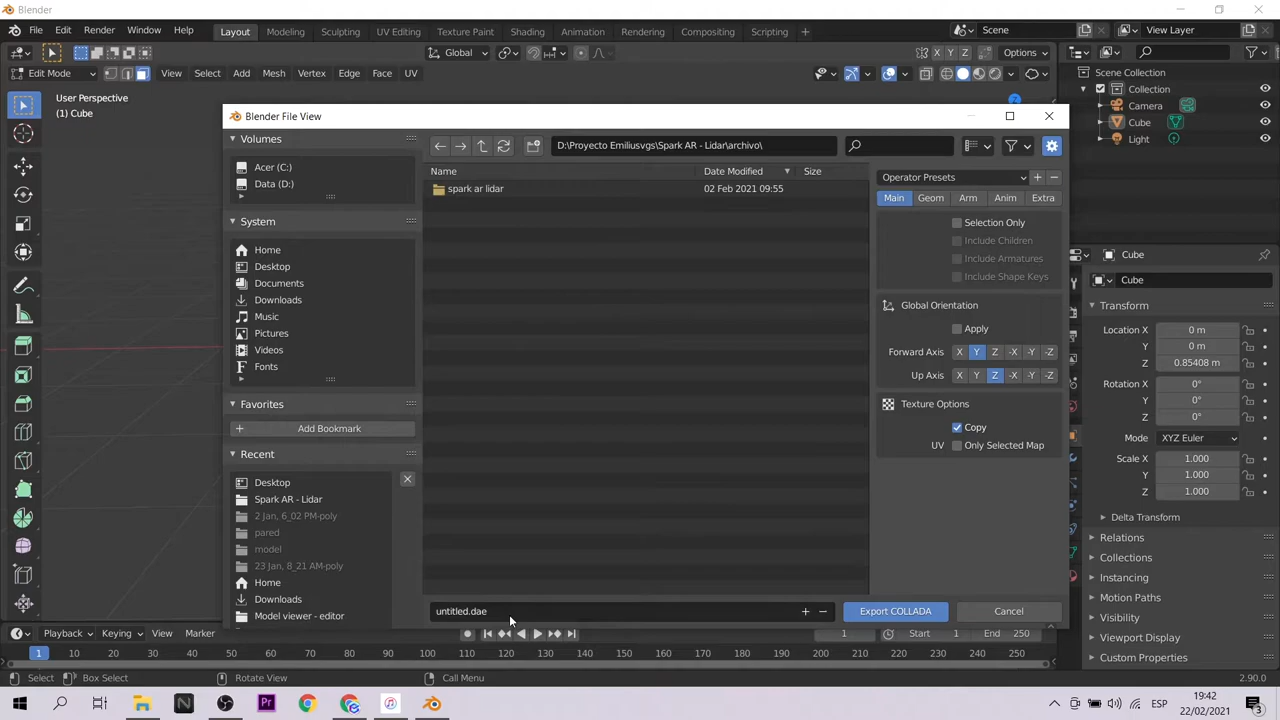 Blender
File Edit Render Window Help Layout Modeling Sculpting UV Editing Texture Paint Shading Animation Rendering Compositing Scripting Scene View Layer
Global X Y Z Options
Edit Mode View Select Add Mesh Vertex Edge Face UV
User Perspective
(1) Cube
Scene Collection
Collection
Camera
Cube
Light
Blender File View
Volumes
Acer (C:)
Data (D:)
System
Home
Desktop
Documents
Downloads
Music
Pictures
Videos
Fonts
Favorites
Add Bookmark
Recent
Desktop
Spark AR - Lidar
2 Jan, 6_02 PM-poly
pared
model
23 Jan, 8_21 AM-poly
Home
Downloads
Model viewer - editor
D:\Proyecto Emiliusvgs\Spark AR - Lidar\archivo\
Name Date Modified Size
spark ar lidar 02 Feb 2021 09:55
untitled.dae
Export COLLADA Cancel
Operator Presets
Main Geom Arm Anim Extra
Selection Only
Include Children
Include Armatures
Include Shape Keys
Global Orientation
Apply
Forward Axis X Y Z -X -Y -Z
Up Axis X Y Z -X -Y -Z
Texture Options
Copy
UV Only Selected Map
Cube
Cube
Transform
Location X 0 m
Y 0 m
Z 0.85408 m
Rotation X 0°
Y 0°
Z 0°
Mode XYZ Euler
Scale X 1.000
Y 1.000
Z 1.000
Delta Transform
Relations
Collections
Instancing
Motion Paths
Visibility
Viewport Display
Custom Properties
Playback Keying View Marker 1 Start 1 End 250
1 10 20 30 40 50 60 70 80 90 100 110 120 130 140 150 160 170 180 190 200 210 220 230 240 250
Select Box Select Rotate View Call Menu 2.90.0
N Pr ESP 19:42
22/02/2021 3